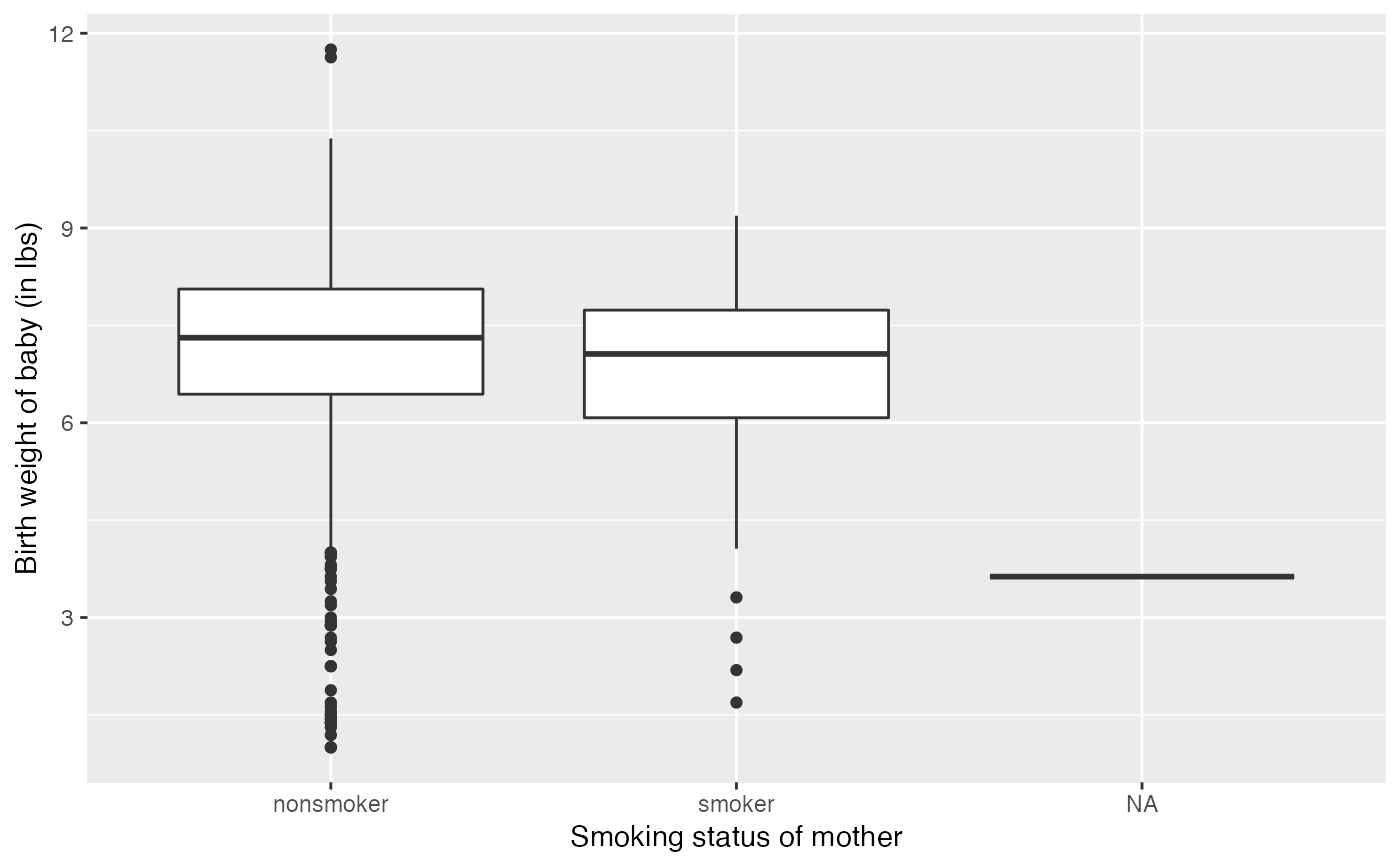 12
9
6
3
Birth weight of baby (in lbs)
nonsmoker smoker NA
Smoking status of mother